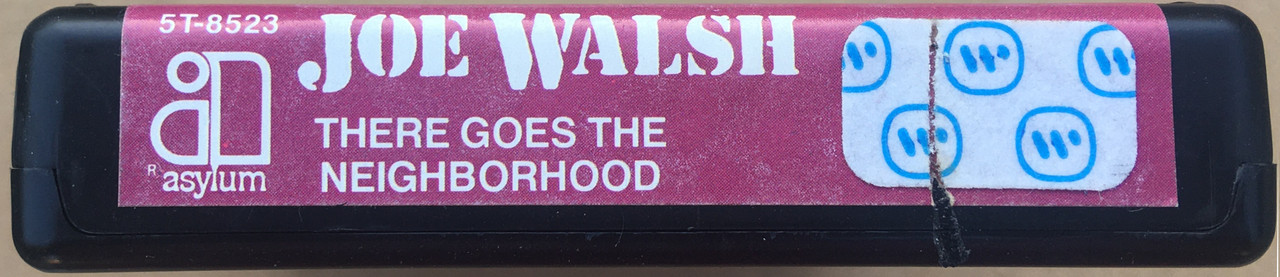 5T-8523
JOE WALSH
THERE GOES THE
NEIGHBORHOOD
R
asylum
W W W
W W